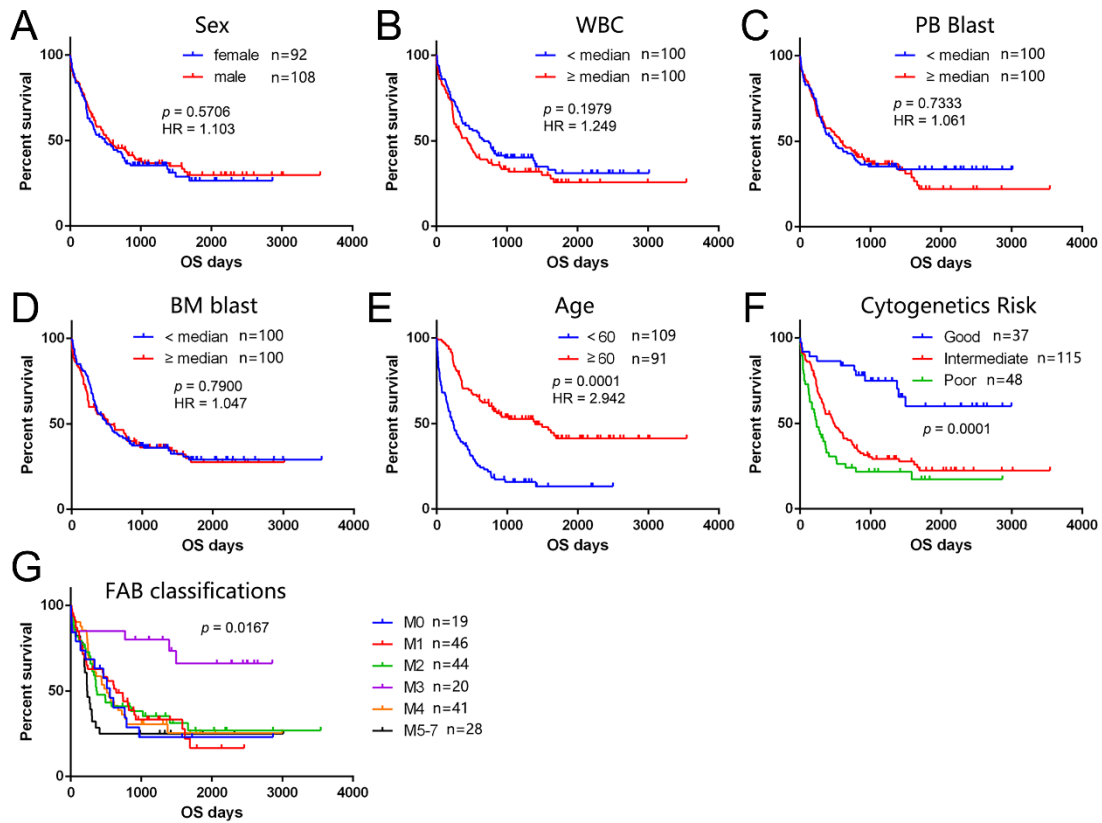 A
Sex
female n=92
male n=108
p = 0.5706
HR = 1.103
Percent survival
100
50
0
0 1000 2000 3000 4000
OS days
B
WBC
< median n=100
≥ median n=100
p = 0.1979
HR = 1.249
Percent survival
100
50
0
0 1000 2000 3000 4000
OS days
C
PB Blast
< median n=100
≥ median n=100
p = 0.7333
HR = 1.061
Percent survival
100
50
0
0 1000 2000 3000 4000
OS days
D
BM blast
< median n=100
≥ median n=100
p = 0.7900
HR = 1.047
Percent survival
100
50
0
0 1000 2000 3000 4000
OS days
E
Age
< 60 n=109
≥ 60 n=91
p = 0.0001
HR = 2.942
Percent survival
100
50
0
0 1000 2000 3000 4000
OS days
F
Cytogenetics Risk
Good n=37
Intermediate n=115
Poor n=48
p = 0.0001
Percent survival
100
50
0
0 1000 2000 3000 4000
OS days
G
FAB classifications
p = 0.0167
M0 n=19
M1 n=46
M2 n=44
M3 n=20
M4 n=41
M5-7 n=28
Percent survival
100
50
0
0 1000 2000 3000 4000
OS days